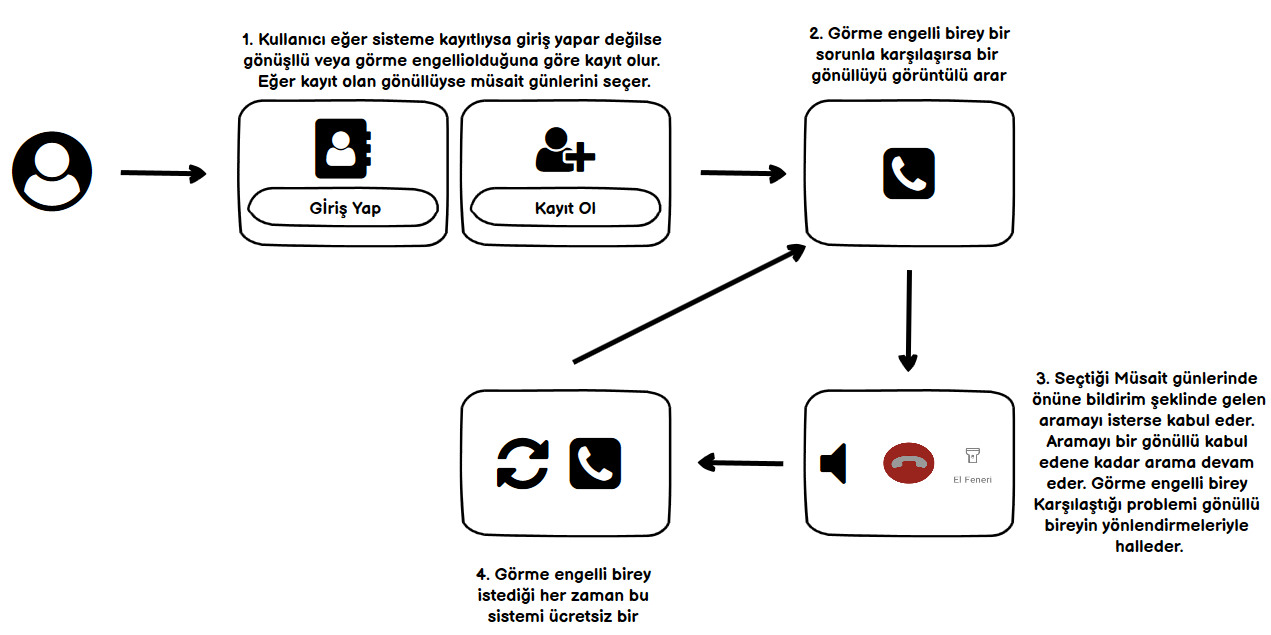 1. Kullanıcı eğer sisteme kayıtlıysa giriş yapar değilse
gönüşllü veya görme engelliolduğuna göre kayıt olur.
Eğer kayıt olan gönüllüyse müsait günlerini seçer.
Giriş Yap
Kayıt Ol
2. Görme engelli birey bir
sorunla karşılaşırsa bir
gönüllüyü görüntülü arar
3. Seçtiği Müsait günlerinde
önüne bildirim şeklinde gelen
aramayı isterse kabul eder.
Aramayı bir gönüllü kabul
edene kadar arama devam
eder. Görme engelli birey
Karşılaştığı problemi gönüllü
bireyin yönlendirmeleriyle
halleder.
El Feneri
4. Görme engelli birey
istediği her zaman bu
sistemi ücretsiz bir